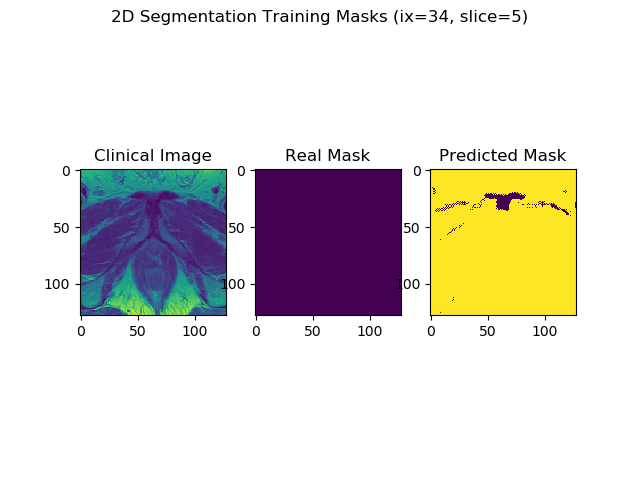 2D Segmentation Training Masks (ix=34, slice=5)
Clinical Image Real Mask Predicted Mask
0 0 0
50 50 50
100 100 100
0 50 100 0 50 100 0 50 100